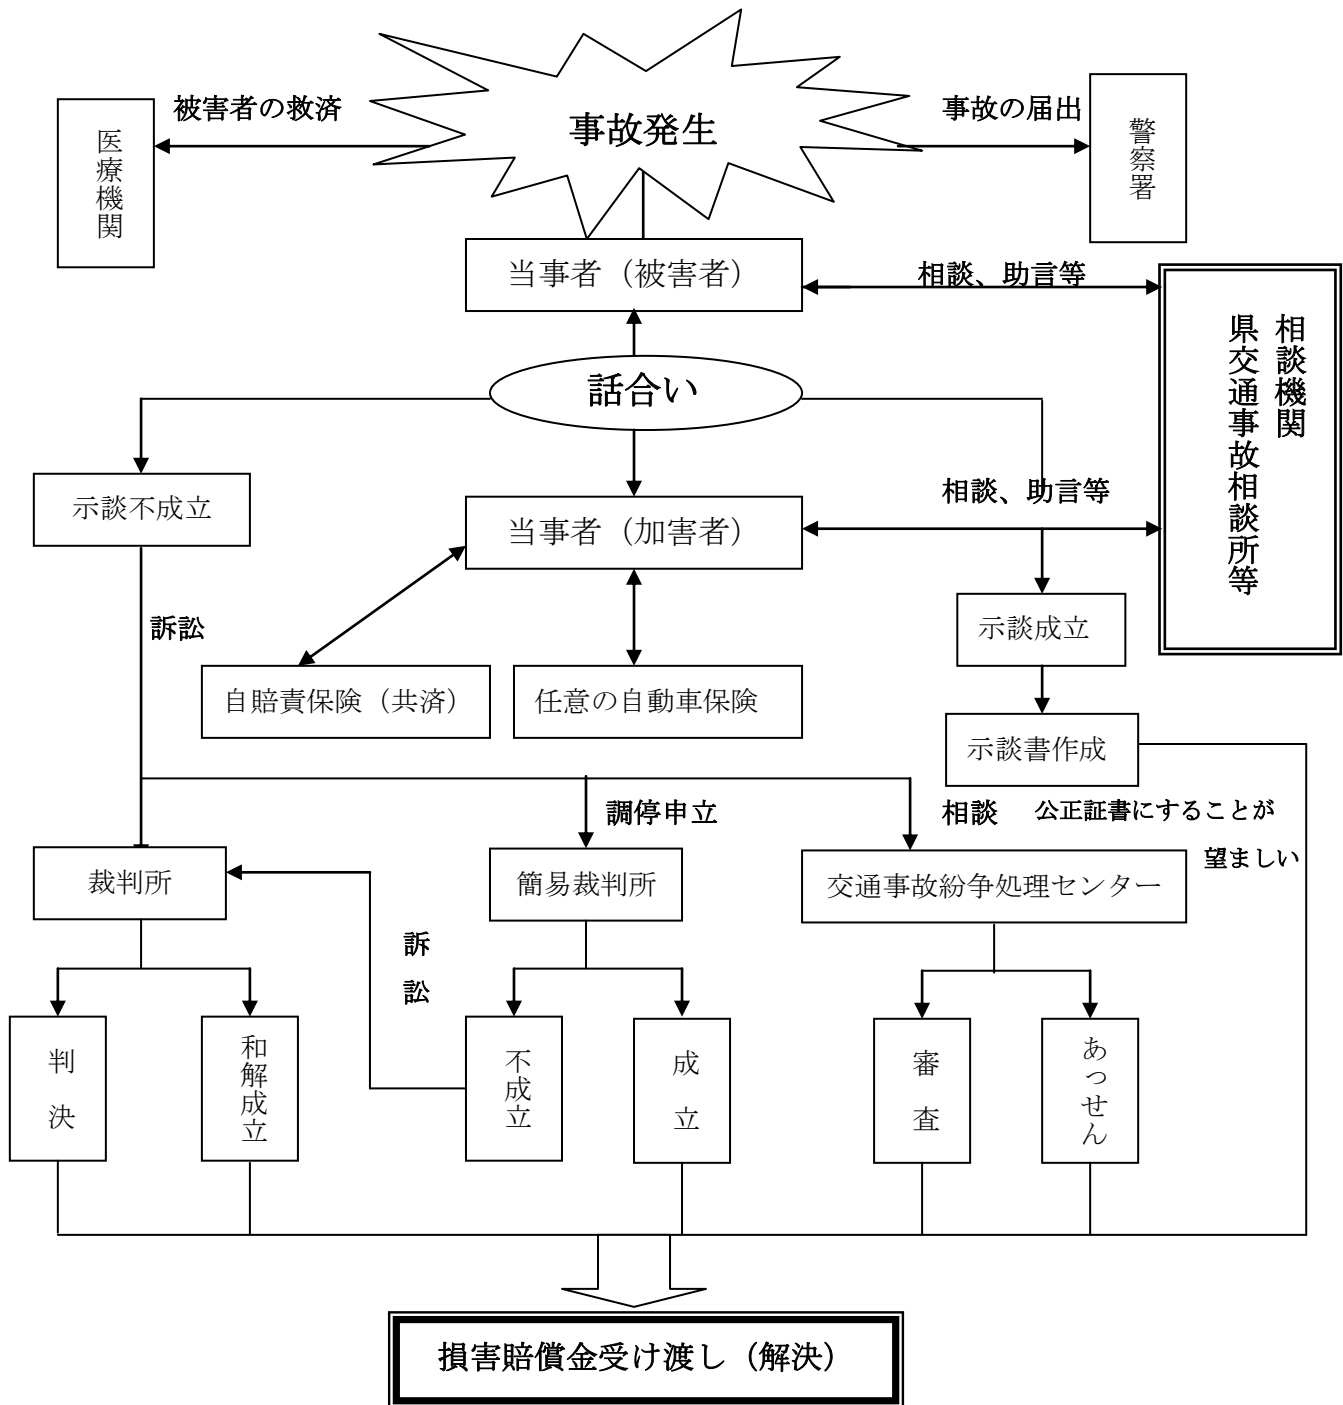 事故発生
被害者の救済
事故の届出
医療機関
警察署
当事者（被害者）
相談、助言等
相談機関
県交通事故相談所等
話合い
示談不成立
当事者（加害者）
相談、助言等
訴訟
示談成立
自賠責保険（共済）
任意の自動車保険
示談書作成
調停申立
相談
公正証書にすることが
望ましい
裁判所
簡易裁判所
交通事故紛争処理センター
訴訟
判決
和解成立
不成立
成立
審査
あっせん
損害賠償金受け渡し（解決）